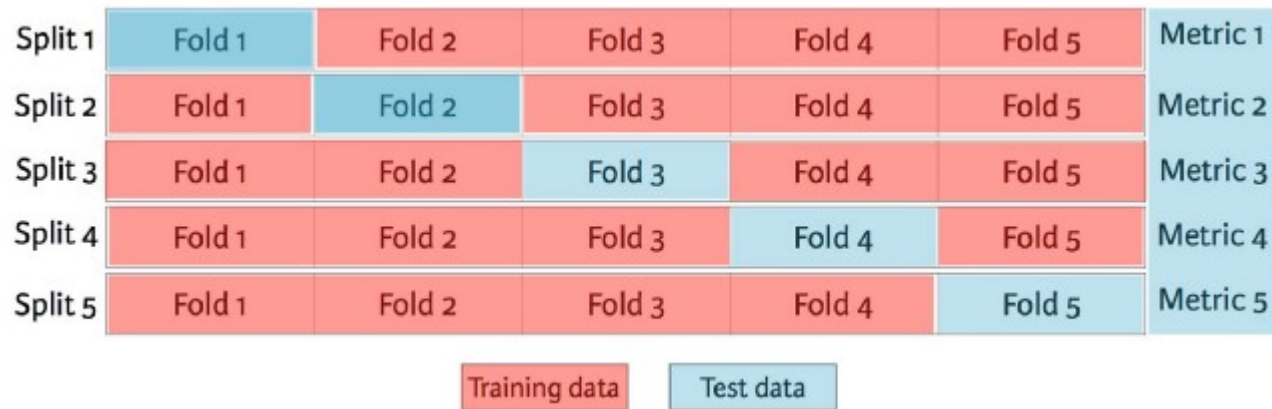 Split 1 Fold 1 Fold 2 Fold 3 Fold 4 Fold 5 Metric 1
Split 2 Fold 1 Fold 2 Fold 3 Fold 4 Fold 5 Metric 2
Split 3 Fold 1 Fold 2 Fold 3 Fold 4 Fold 5 Metric 3
Split 4 Fold 1 Fold 2 Fold 3 Fold 4 Fold 5 Metric 4
Split 5 Fold 1 Fold 2 Fold 3 Fold 4 Fold 5 Metric 5
Training data Test data